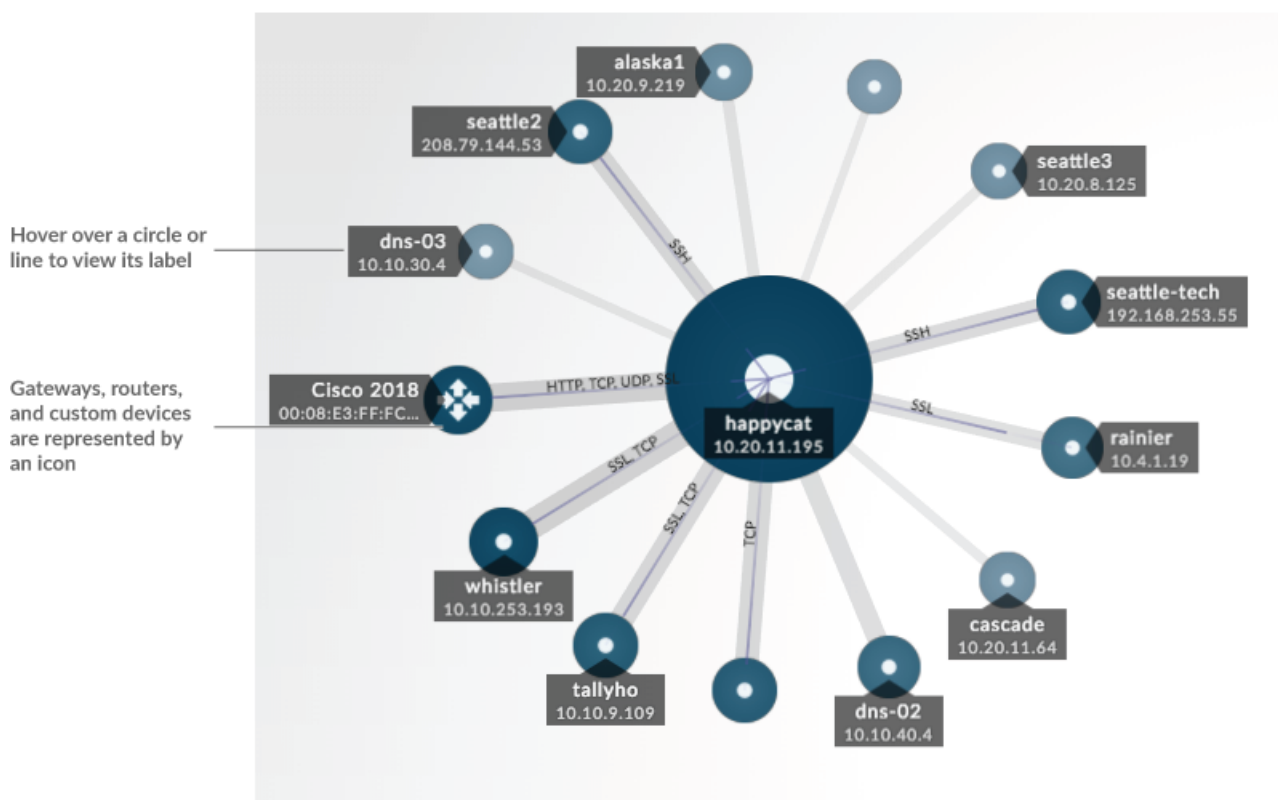 alaska1
10.20.9.219
seattle2
208.79.144.53
seattle3
10.20.8.125
Hover over a circle or
line to view its label
dns-03
10.10.30.4
SSH
seattle-tech
192.168.253.55
SSH
Gateways, routers,
and custom devices
are represented by
an icon
Cisco 2018
00:08:E3:FF:FC...
HTTP, TCP, UDP, SSL
happycat
10.20.11.195
SSL
rainier
10.4.1.19
SSL, TCP
SSL, TCP
TCP
whistler
10.10.253.193
cascade
10.20.11.64
tallyho
10.10.9.109
dns-02
10.10.40.4